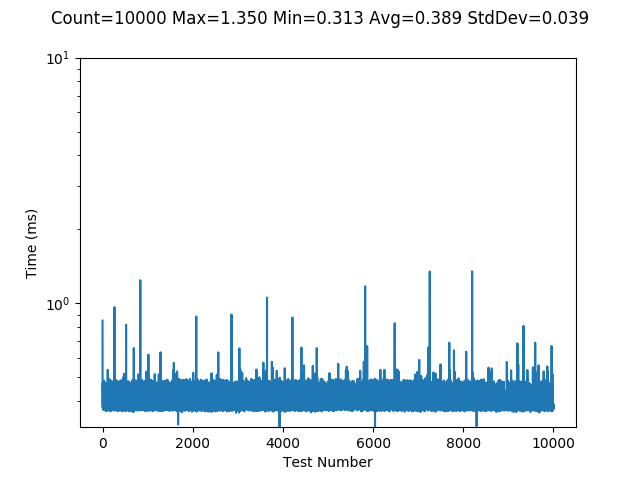 Count=10000 Max=1.350 Min=0.313 Avg=0.389 StdDev=0.039
10¹
10⁰
Time (ms)
0 2000 4000 6000 8000 10000
Test Number